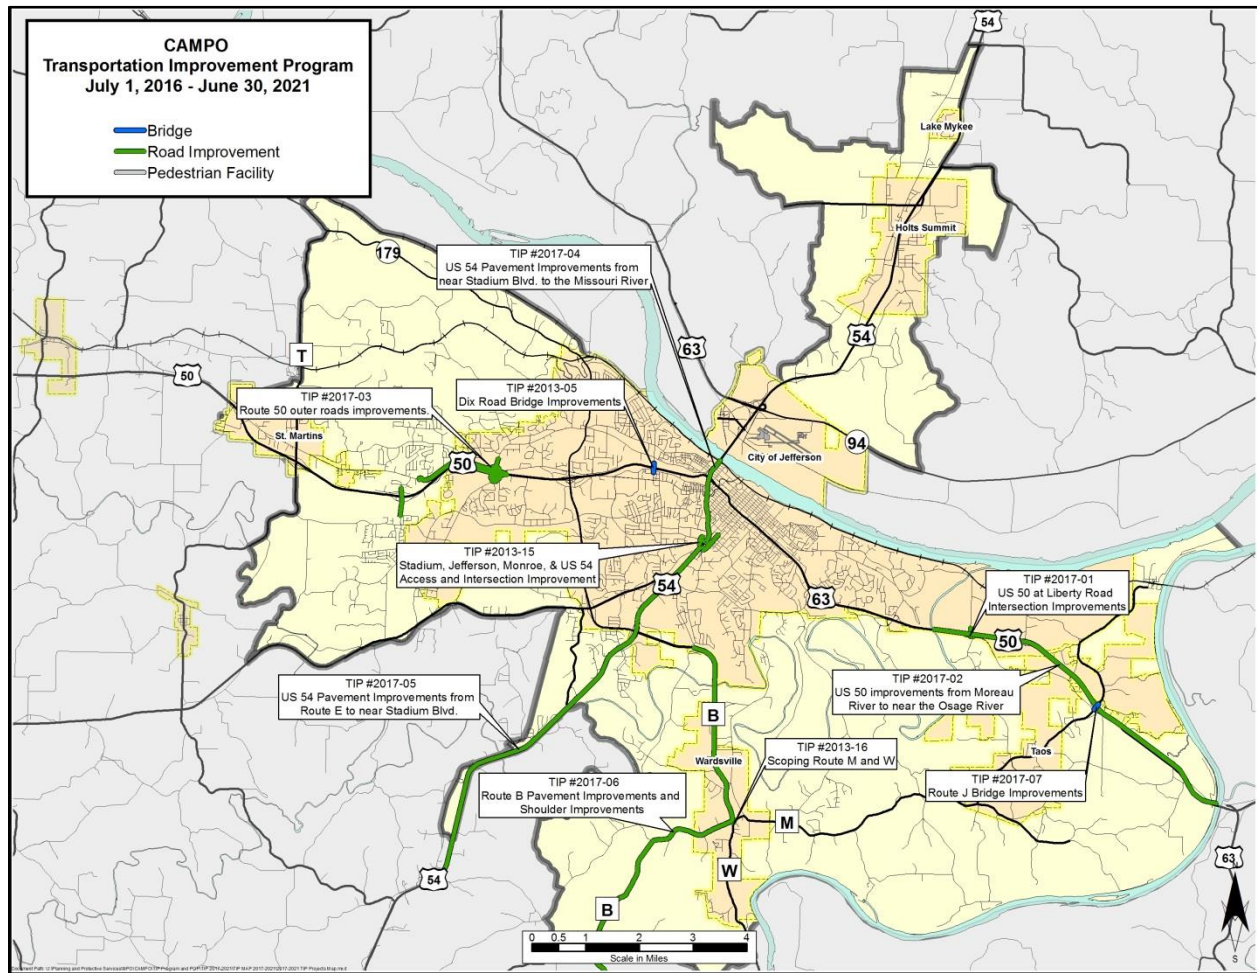 CAMPO
Transportation Improvement Program
July 1, 2016 - June 30, 2021
Bridge
Road Improvement
Pedestrian Facility
54
Lake Mykee
Holts Summit
179
TIP #2017-04
US 54 Pavement Improvements from
near Stadium Blvd. to the Missouri River
54
63
T
50
TIP #2017-03
Route 50 outer roads improvements.
TIP #2013-05
Dix Road Bridge Improvements
St. Martins
50
City of Jefferson
94
TIP #2013-15
Stadium, Jefferson, Monroe, & US 54
Access and Intersection Improvement
54
63
TIP #2017-01
US 50 at Liberty Road
Intersection Improvements
50
TIP #2017-05
US 54 Pavement Improvements from
Route E to near Stadium Blvd.
TIP #2017-02
US 50 improvements from Moreau
River to near the Osage River
B
TIP #2013-16
Scoping Route M and W
Wardsville
Taos
TIP #2017-06
Route B Pavement Improvements and
Shoulder Improvements
TIP #2017-07
Route J Bridge Improvements
M
W
54
63
B
0 0.5 1 2 3 4
Scale in Miles
S